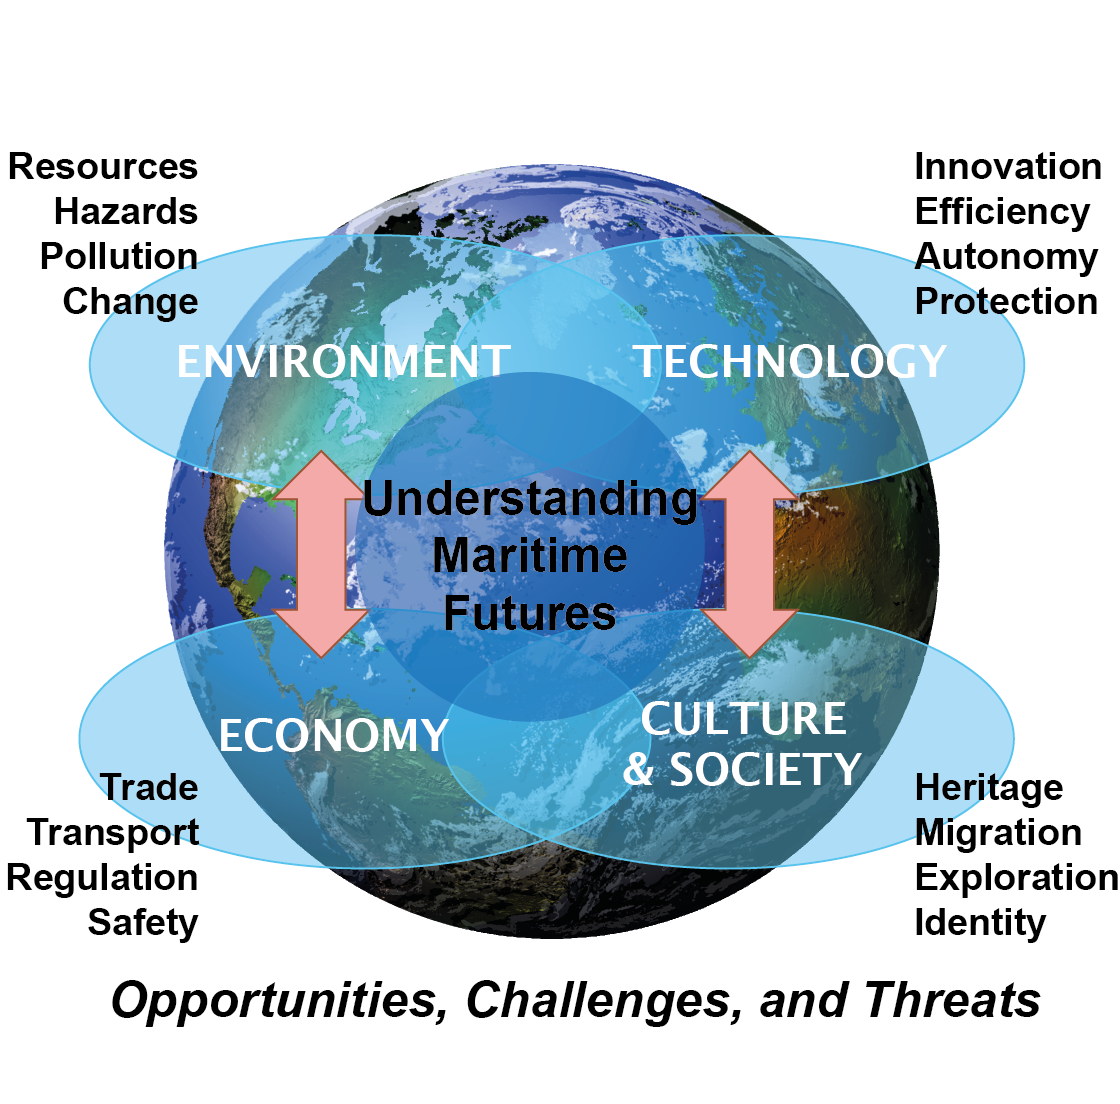 Resources
Hazards
Pollution
Change
Innovation
Efficiency
Autonomy
Protection
ENVIRONMENT
TECHNOLOGY
Understanding
Maritime
Futures
ECONOMY
CULTURE
& SOCIETY
Trade
Transport
Regulation
Safety
Heritage
Migration
Exploration
Identity
Opportunities, Challenges, and Threats